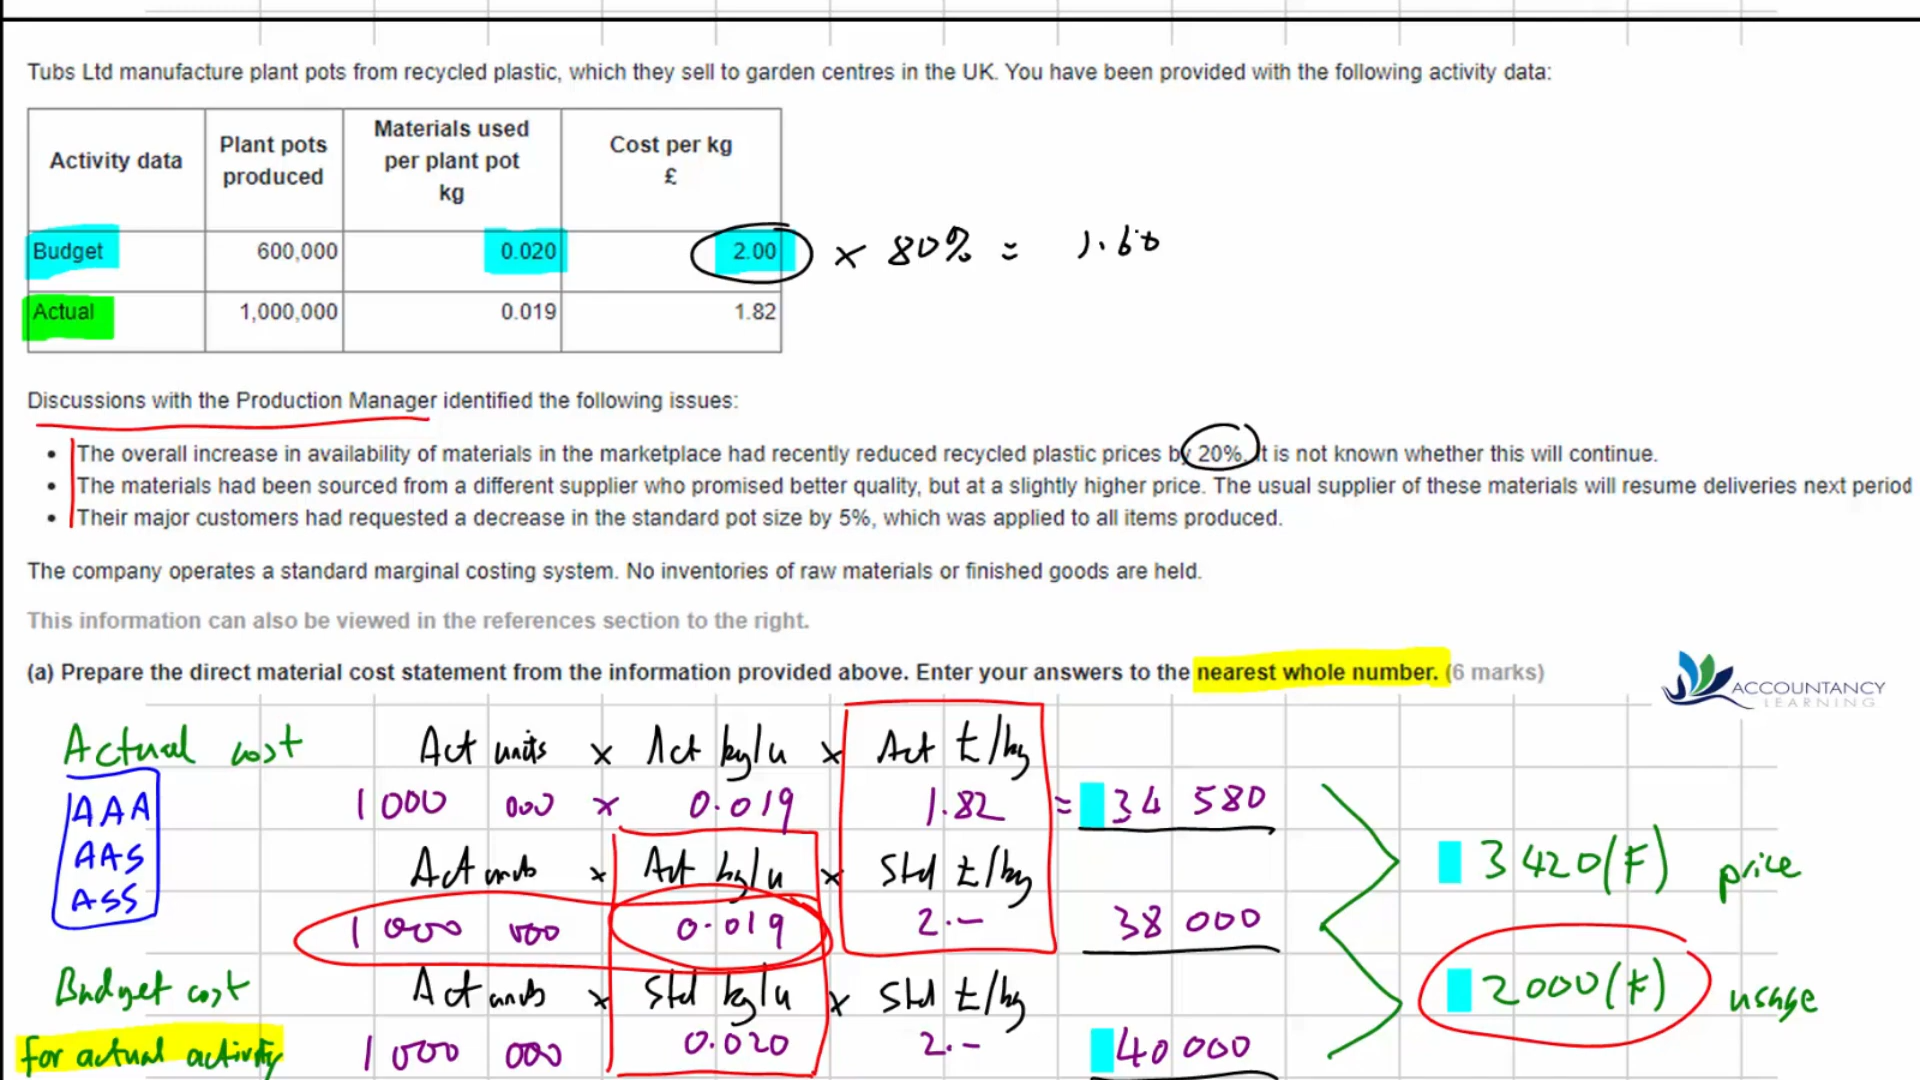 Tubs Ltd manufacture plant pots from recycled plastic, which they sell to garden centres in the UK. You have been provided with the following activity data:
Activity data Plant pots produced Materials used per plant pot kg Cost per kg £
Budget 600,000 0.020 2.00 × 80% = 1.60
Actual 1,000,000 0.019 1.82
Discussions with the Production Manager identified the following issues:
• The overall increase in availability of materials in the marketplace had recently reduced recycled plastic prices by 20%. It is not known whether this will continue.
• The materials had been sourced from a different supplier who promised better quality, but at a slightly higher price. The usual supplier of these materials will resume deliveries next period
• Their major customers had requested a decrease in the standard pot size by 5%, which was applied to all items produced.
The company operates a standard marginal costing system. No inventories of raw materials or finished goods are held.
This information can also be viewed in the references section to the right.
(a) Prepare the direct material cost statement from the information provided above. Enter your answers to the nearest whole number. (6 marks)
ACCOUNTANCY
LEARNING
Actual cost Act units × Act kg/u × Act £/kg
AAA 1 000 000 × 0.019 1.82 = 34 580
AAS Act units × Act kg/u × Std £/kg 3420(F) price
ASS 1 000 000 0.019 2.– 38 000
Budget cost Act units × Std kg/u × Std £/kg 2000(F) usage
for actual activity 1 000 000 0.020 2.– 40 000